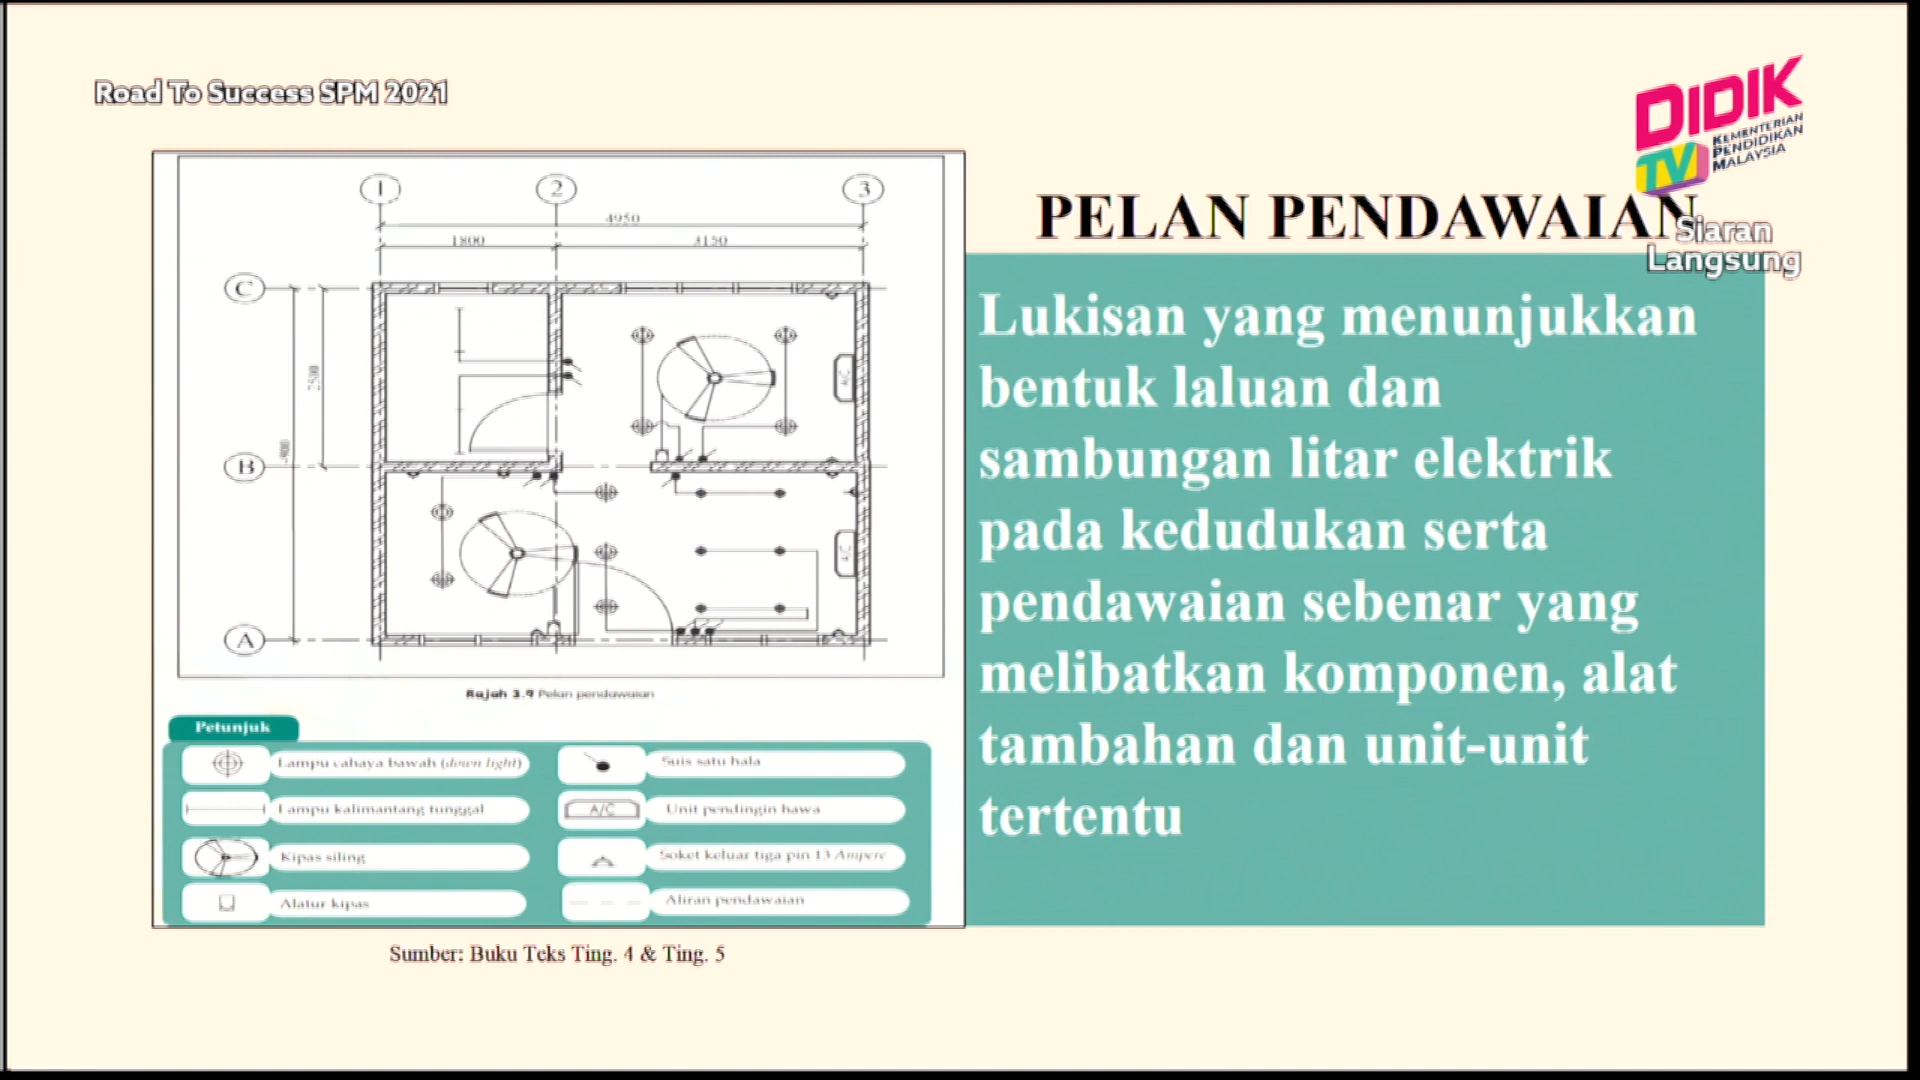 Road To Success SPM 2021
DIDIK
TV
KEMENTERIAN
PENDIDIKAN
MALAYSIA
Siaran
Langsung
PELAN PENDAWAIAN
1
2
3
4950
1800
3150
C
2500
B
A/C
A/C
A
Rajah 3.9 Pelan pendawaian
Petunjuk
Lampu cahaya bawah (down light)
Suis satu hala
Lampu kalimantang tunggal
A/C
Unit pendingin hawa
Kipas siling
Soket keluar tiga pin 13 Ampere
Alatur kipas
Aliran pendawaian
Sumber: Buku Teks Ting. 4 & Ting. 5
Lukisan yang menunjukkan
bentuk laluan dan
sambungan litar elektrik
pada kedudukan serta
pendawaian sebenar yang
melibatkan komponen, alat
tambahan dan unit-unit
tertentu